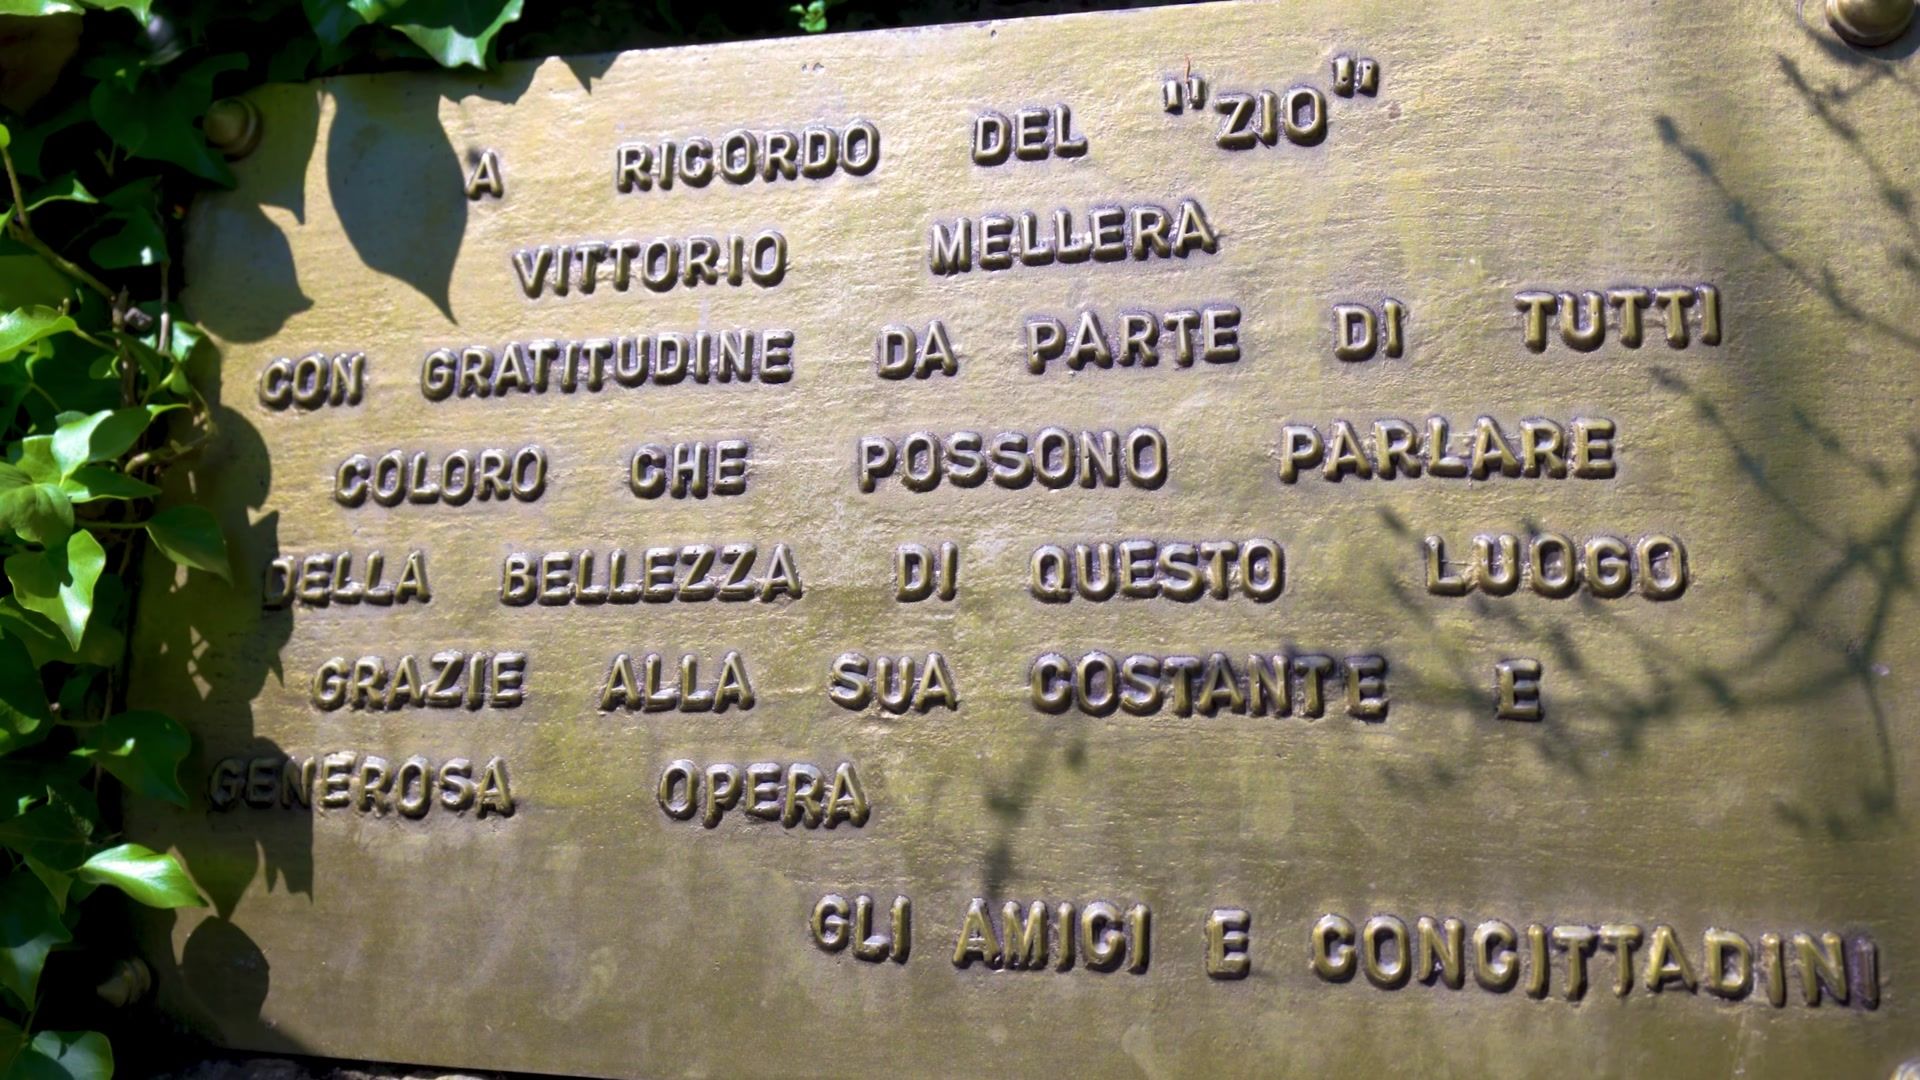 A RICORDO DEL "ZIO"
VITTORIO MELLERA
CON GRATITUDINE DA PARTE DI TUTTI
COLORO CHE POSSONO PARLARE
DELLA BELLEZZA DI QUESTO LUOGO
GRAZIE ALLA SUA COSTANTE E
GENEROSA OPERA
GLI AMICI E CONCITTADINI